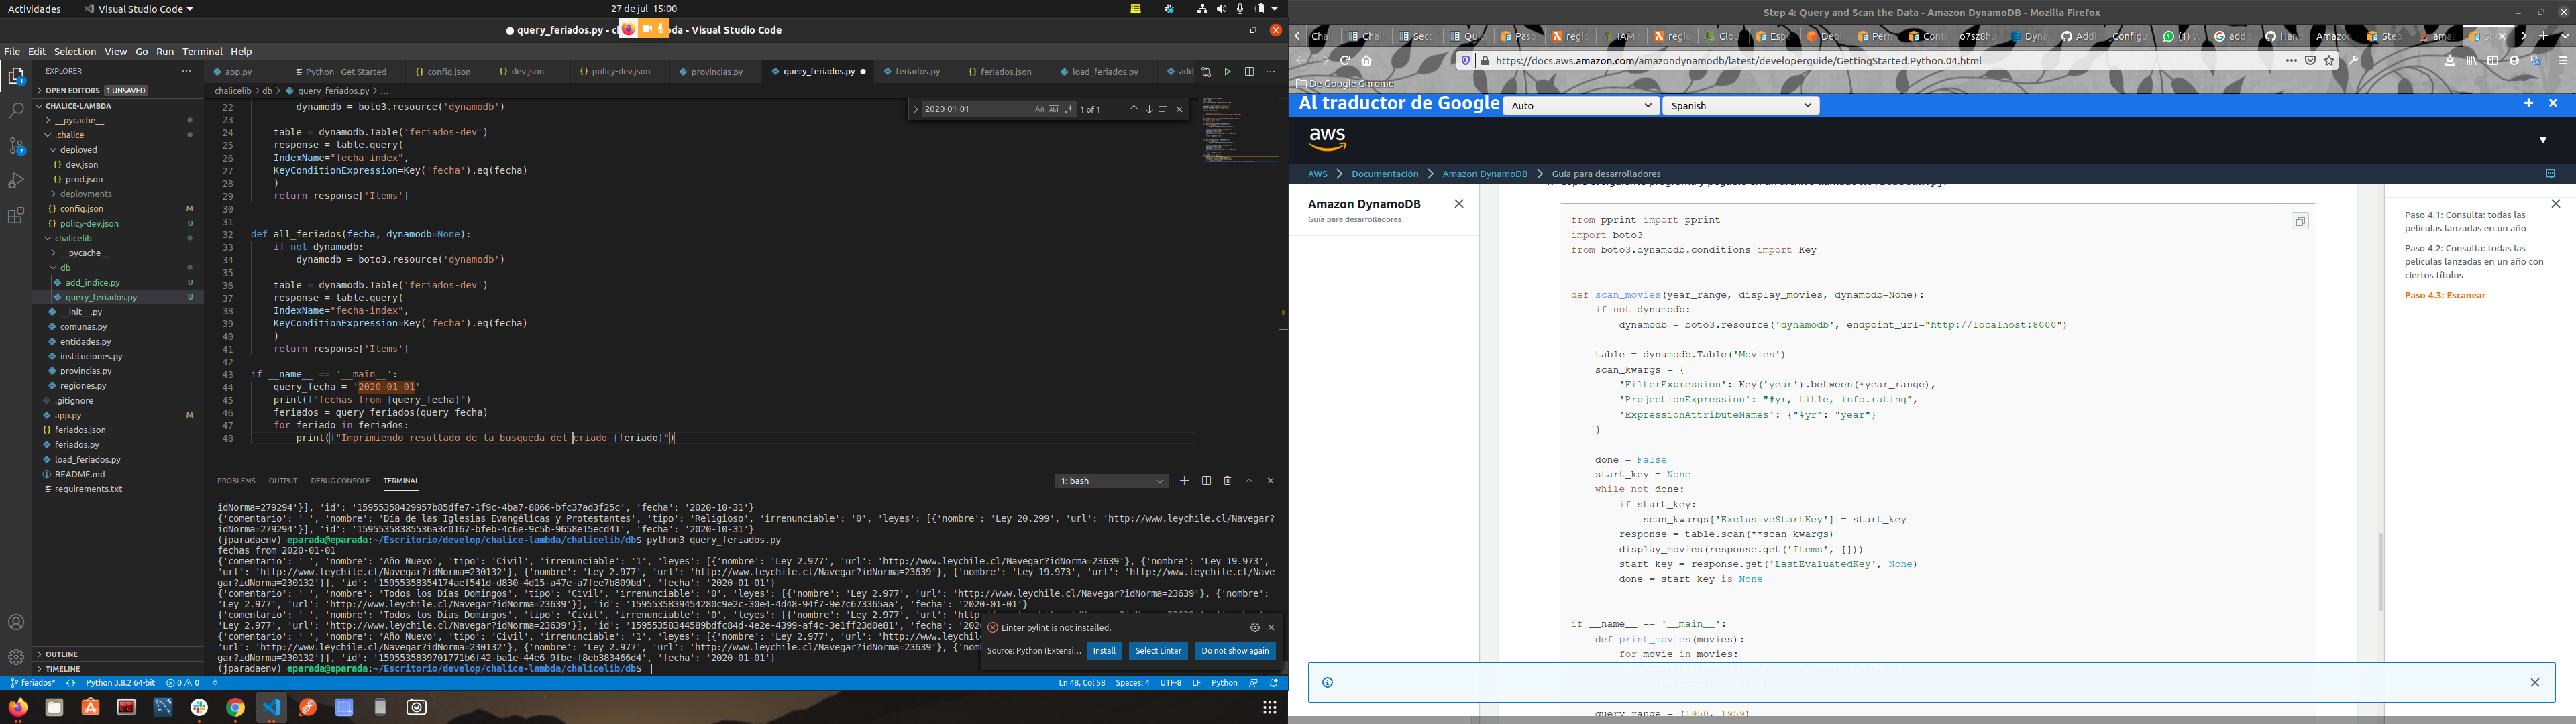 Actividades
Visual Studio Code
27 de jul 15:00
query_feriados.py - c
da - Visual Studio Code
File Edit Selection View Go Run Terminal Help
EXPLORER
OPEN EDITORS 1 UNSAVED
CHALICE-LAMBDA
__pycache__
.chalice
deployed
dev.json
prod.json
deployments
config.json M
policy-dev.json U
chalicelib
__pycache__
db
add_indice.py U
query_feriados.py U
__init__.py
comunas.py
entidades.py
instituciones.py
provincias.py
regiones.py
.gitignore
app.py M
feriados.json
feriados.py
load_feriados.py
README.md
requirements.txt
OUTLINE
TIMELINE
app.py
Python - Get Started
config.json
dev.json
policy-dev.json
provincias.py
query_feriados.py
feriados.py
feriados.json
load_feriados.py
add
chalicelib > db > query_feriados.py > ...
2020-01-01
1 of 1
22 dynamodb = boto3.resource('dynamodb')
23
24 table = dynamodb.Table('feriados-dev')
25 response = table.query(
26 IndexName="fecha-index",
27 KeyConditionExpression=Key('fecha').eq(fecha)
28 )
29 return response['Items']
30
31
32 def all_feriados(fecha, dynamodb=None):
33 if not dynamodb:
34 dynamodb = boto3.resource('dynamodb')
35
36 table = dynamodb.Table('feriados-dev')
37 response = table.query(
38 IndexName="fecha-index",
39 KeyConditionExpression=Key('fecha').eq(fecha)
40 )
41 return response['Items']
42
43 if __name__ == '__main__':
44 query_fecha = '2020-01-01'
45 print(f"fechas from {query_fecha}")
46 feriados = query_feriados(query_fecha)
47 for feriado in feriados:
48 print(f"Imprimiendo resultado de la busqueda del eriado {feriado}")
PROBLEMS OUTPUT DEBUG CONSOLE TERMINAL
1: bash
idNorma=279294'}], 'id': '15955358429957b85dfe7-1f9c-4ba7-8066-bfc37ad3f25c', 'fecha': '2020-10-31'}
{'comentario': ' ', 'nombre': 'Día de las Iglesias Evangélicas y Protestantes', 'tipo': 'Religioso', 'irrenunciable': '0', 'leyes': [{'nombre': 'Ley 20.299', 'url': 'http://www.leychile.cl/Navegar?
idNorma=279294'}], 'id': '15955358385536a3c0167-bfeb-4c6e-9c5b-9658e15ecd41', 'fecha': '2020-10-31'}
(jparadaenv) eparada@eparada:~/Escritorio/develop/chalice-lambda/chalicelib/db$ python3 query_feriados.py
fechas from 2020-01-01
{'comentario': ' ', 'nombre': 'Año Nuevo', 'tipo': 'Civil', 'irrenunciable': '1', 'leyes': [{'nombre': 'Ley 2.977', 'url': 'http://www.leychile.cl/Navegar?idNorma=23639'}, {'nombre': 'Ley 19.973',
'url': 'http://www.leychile.cl/Navegar?idNorma=230132'}, {'nombre': 'Ley 2.977', 'url': 'http://www.leychile.cl/Navegar?idNorma=23639'}, {'nombre': 'Ley 19.973', 'url': 'http://www.leychile.cl/Nave
gar?idNorma=230132'}], 'id': '15955358354174aef541d-d830-4d15-a47e-a7fee7b809bd', 'fecha': '2020-01-01'}
{'comentario': ' ', 'nombre': 'Todos los Días Domingos', 'tipo': 'Civil', 'irrenunciable': '0', 'leyes': [{'nombre': 'Ley 2.977', 'url': 'http://www.leychile.cl/Navegar?idNorma=23639'}, {'nombre':
'Ley 2.977', 'url': 'http://www.leychile.cl/Navegar?idNorma=23639'}], 'id': '1595535839454280c9e2c-30e4-4d48-94f7-9e7c673365aa', 'fecha': '2020-01-01'}
{'comentario': ' ', 'nombre': 'Todos los Días Domingos', 'tipo': 'Civil', 'irrenunciable': '0', 'leyes': [{'nombre': 'Ley 2.977', 'url': 'http
'Ley 2.977', 'url': 'http://www.leychile.cl/Navegar?idNorma=23639'}], 'id': '15955358344589bdfc84d-4e2e-4399-af4c-3e1ff23d0e81', 'fecha': '202
{'comentario': ' ', 'nombre': 'Año Nuevo', 'tipo': 'Civil', 'irrenunciable': '1', 'leyes': [{'nombre': 'Ley 2.977', 'url': 'http://www.leychil
'url': 'http://www.leychile.cl/Navegar?idNorma=230132'}, {'nombre': 'Ley 2.977', 'url': 'http://www.leychile.cl/Navegar?idNorma=23639'}, {'nom
gar?idNorma=230132'}], 'id': '1595535839701771b6f42-ba1e-44e6-9fbe-f8eb383466d4', 'fecha': '2020-01-01'}
(jparadaenv) eparada@eparada:~/Escritorio/develop/chalice-lambda/chalicelib/db$
Linter pylint is not installed.
Source: Python (Extensi...
Install
Select Linter
Do not show again
feriados*
Python 3.8.2 64-bit
0 0
Ln 48, Col 58 Spaces: 4 UTF-8 LF Python
Step 4: Query and Scan the Data - Amazon DynamoDB - Mozilla Firefox
https://docs.aws.amazon.com/amazondynamodb/latest/developerguide/GettingStarted.Python.04.html
De Google Chrome
Al traductor de Google
Auto
Spanish
aws
AWS > Documentación > Amazon DynamoDB > Guía para desarrolladores
Amazon DynamoDB
Guía para desarrolladores
from pprint import pprint
import boto3
from boto3.dynamodb.conditions import Key
def scan_movies(year_range, display_movies, dynamodb=None):
if not dynamodb:
dynamodb = boto3.resource('dynamodb', endpoint_url="http://localhost:8000")
table = dynamodb.Table('Movies')
scan_kwargs = {
'FilterExpression': Key('year').between(*year_range),
'ProjectionExpression': "#yr, title, info.rating",
'ExpressionAttributeNames': {"#yr": "year"}
}
done = False
start_key = None
while not done:
if start_key:
scan_kwargs['ExclusiveStartKey'] = start_key
response = table.scan(**scan_kwargs)
display_movies(response.get('Items', []))
start_key = response.get('LastEvaluatedKey', None)
done = start_key is None
if __name__ == '__main__':
def print_movies(movies):
for movie in movies:
query_range = (1950, 1959)
Paso 4.1: Consulta: todas las
películas lanzadas en un año
Paso 4.2: Consulta: todas las
películas lanzadas en un año con
ciertos títulos
Paso 4.3: Escanear